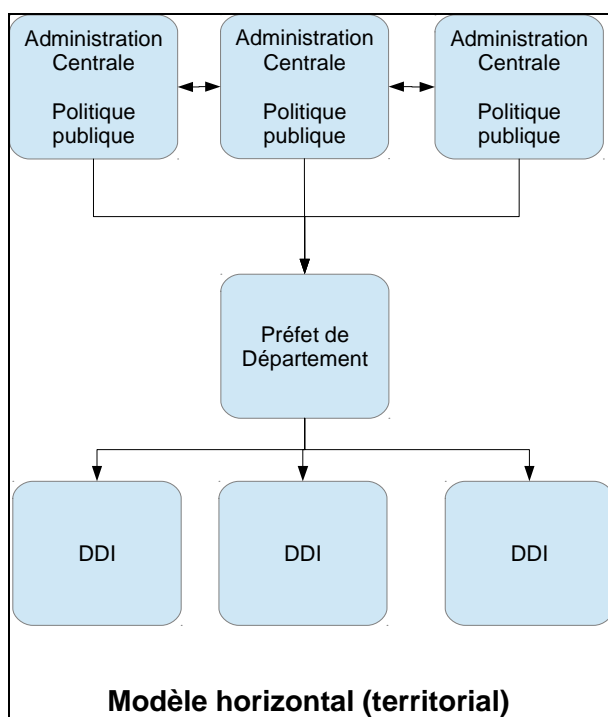 Administration
Centrale
Politique
publique
Administration
Centrale
Politique
publique
Administration
Centrale
Politique
publique
Préfet de
Département
DDI
DDI
DDI
Modèle horizontal (territorial)